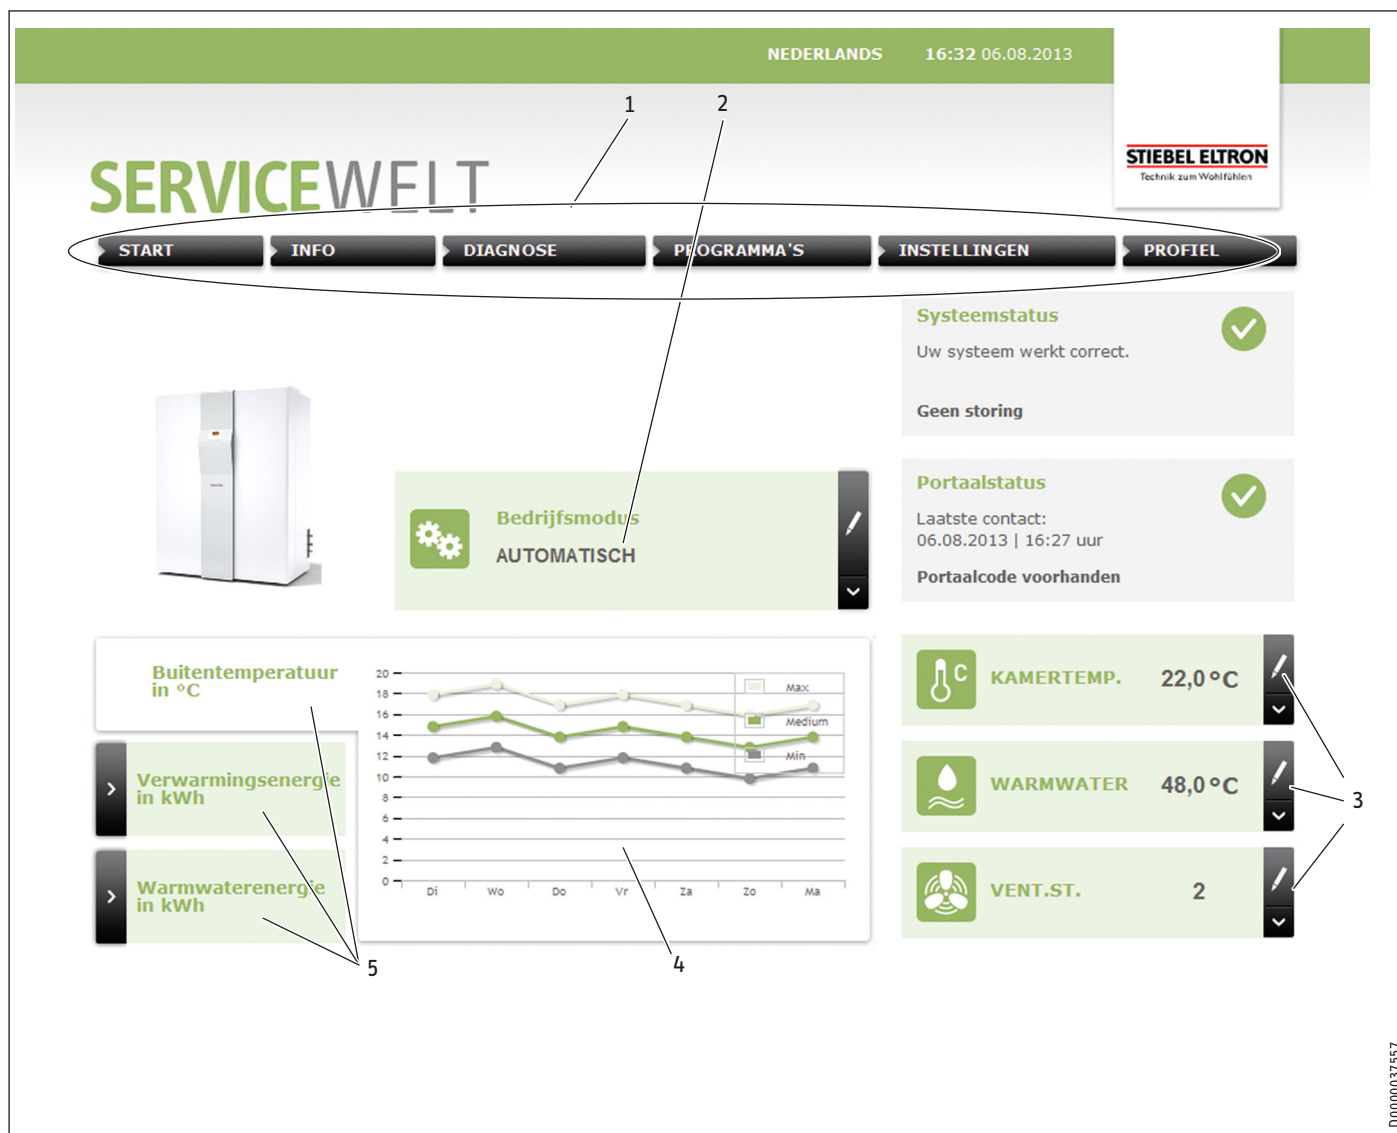 NEDERLANDS 16:32 06.08.2013
1 2
STIEBEL ELTRON
Technik zum Wohlfühlen
SERVICEWELT
START INFO DIAGNOSE PROGRAMMA'S INSTELLINGEN PROFIEL
Systeemstatus
Uw systeem werkt correct.
Geen storing
Bedrijfsmodus
AUTOMATISCH
Portaalstatus
Laatste contact:
06.08.2013 | 16:27 uur
Portaalcode voorhanden
Buitentemperatuur
in °C
Verwarmingsenergie
in kWh
Warmwaterenergie
in kWh
20
18
16
14
12
10
8
6
4
2
0
Max
Medium
Min
Di Wo Do Vr Za Zo Ma
C
KAMERTEMP. 22,0 °C
WARMWATER 48,0 °C
VENT.ST. 2
3
4
5
D0000037557